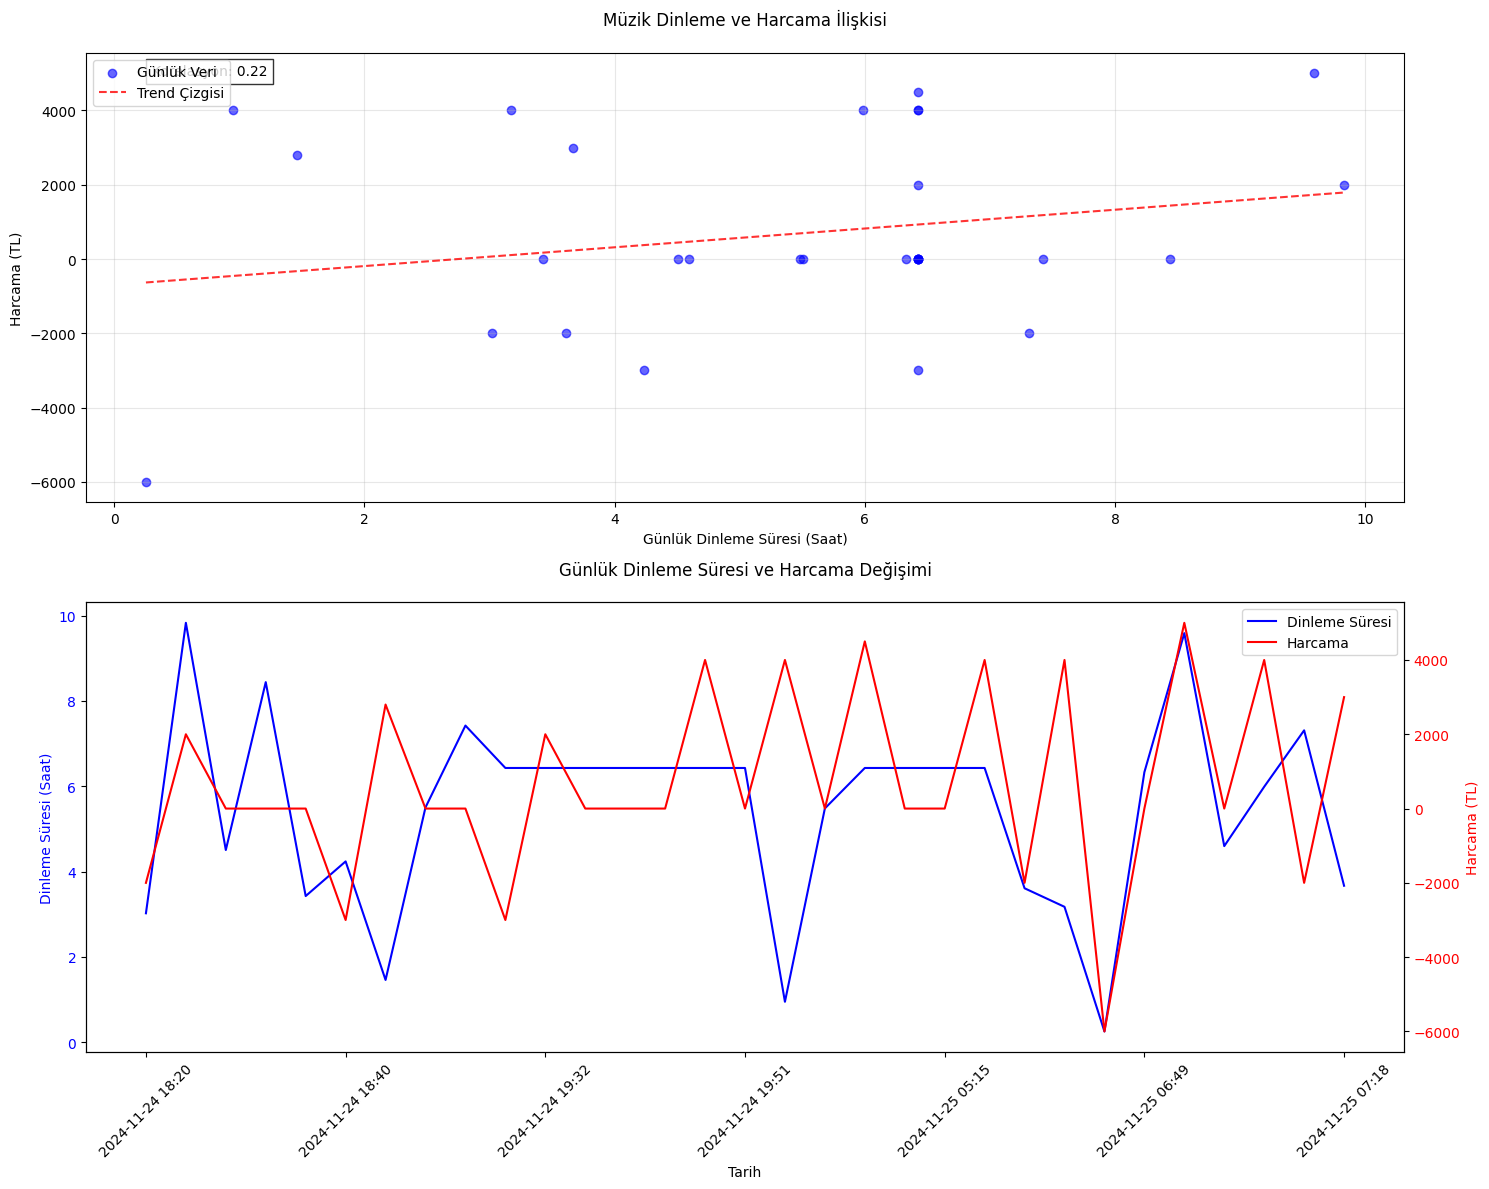 Müzik Dinleme ve Harcama İlişkisi
Günlük Veri
0.22
Trend Çizgisi
4000
2000
0
−2000
−4000
−6000
Harcama (TL)
0 2 4 6 8 10
Günlük Dinleme Süresi (Saat)
Günlük Dinleme Süresi ve Harcama Değişimi
Dinleme Süresi
Harcama
10
8
6
4
2
0
Dinleme Süresi (Saat)
4000
2000
0
−2000
−4000
−6000
Harcama (TL)
2024-11-24 18:20
2024-11-24 18:40
2024-11-24 19:32
2024-11-24 19:51
2024-11-25 05:15
2024-11-25 06:49
2024-11-25 07:18
Tarih